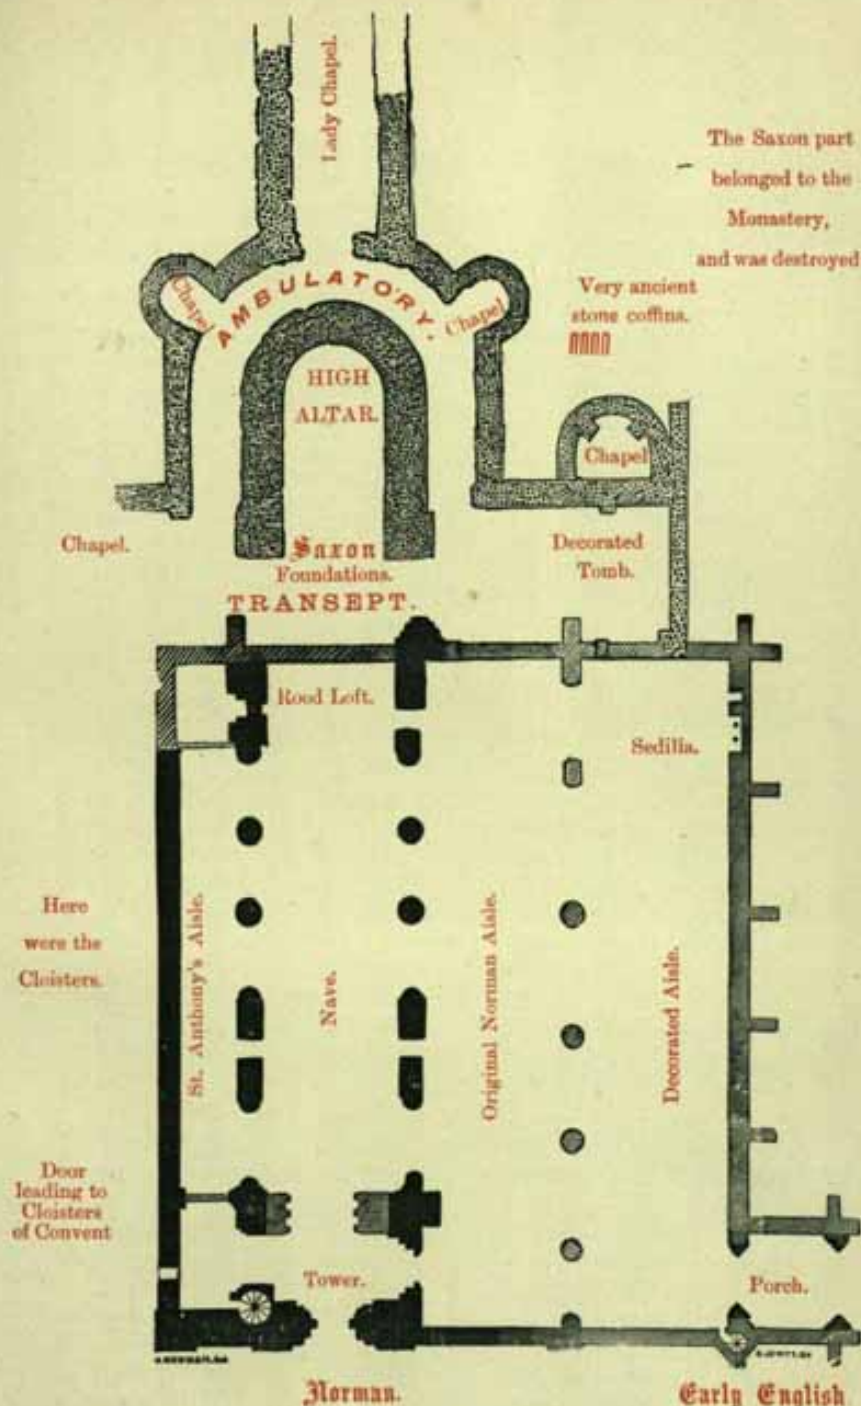 Lady Chapel.
The Saxon part
belonged to the
Monastery,
and was destroyed
Chapel
AMBULATORY.
Chapel
Very ancient
stone coffins.
HIGH
ALTAR.
Chapel
Chapel.
Saxon
Foundations.
TRANSEPT.
Decorated
Tomb.
Rood Loft.
Sedilia.
Here
were the
Cloisters.
St. Anthony's Aisle.
Nave.
Original Norman Aisle.
Decorated Aisle.
Door
leading to
Cloisters
of Convent
Tower.
Porch.
Norman.
Early English